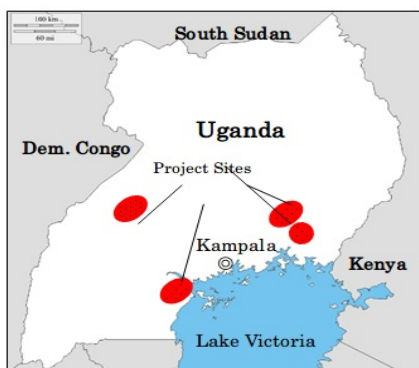 100 km
60 mi
South Sudan
Uganda
Dem. Congo
Project Sites
Kampala
Kenya
Lake Victoria